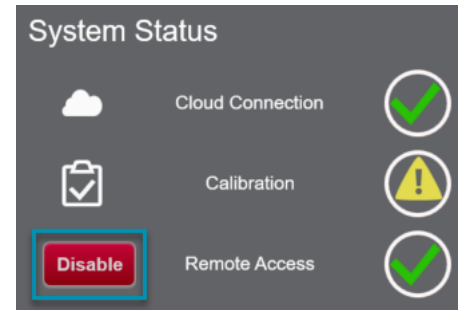 System Status
Cloud Connection
Calibration
Disable Remote Access